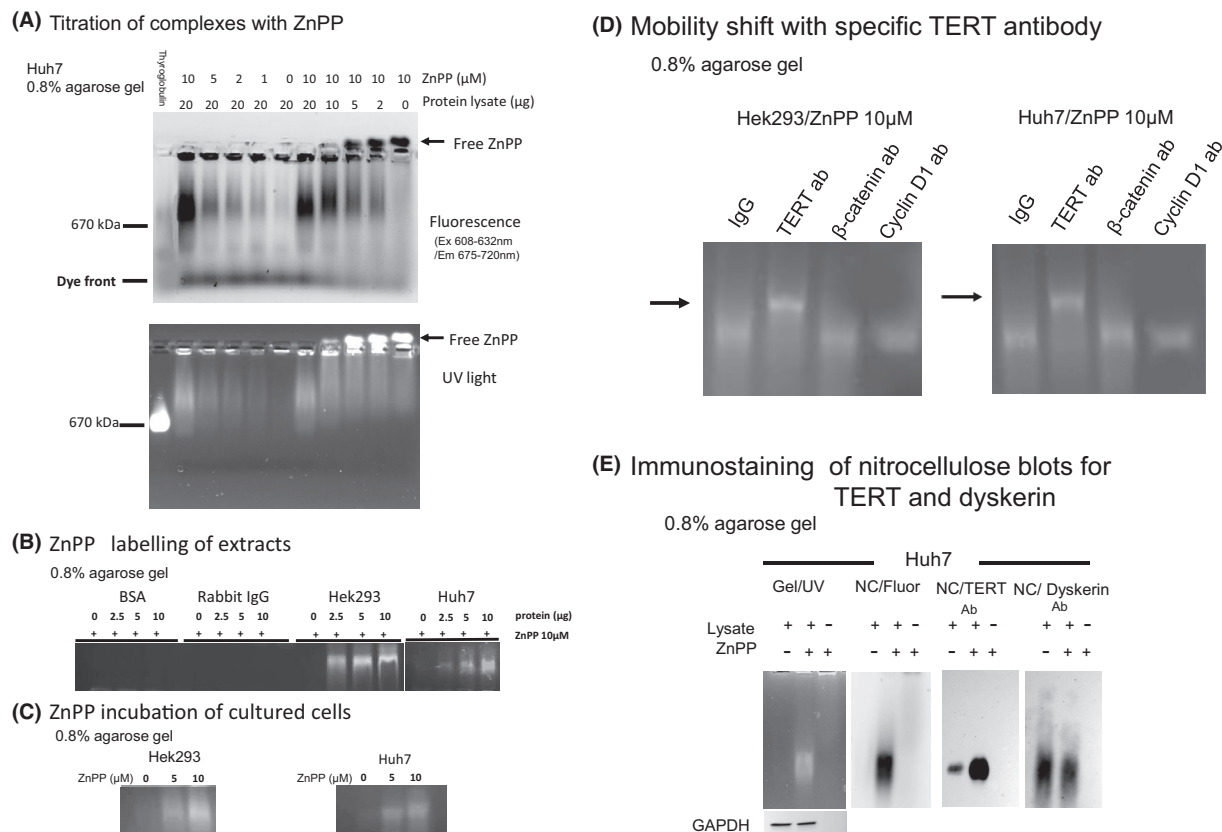 (A) Titration of complexes with ZnPP
Huh7
0.8% agarose gel
Thyroglobulin
10 5 2 1 0 10 10 10 10 10 ZnPP (µM)
20 20 20 20 20 20 10 5 2 0 Protein lysate (µg)
Free ZnPP
670 kDa
Fluorescence
(Ex 608-632nm
/Em 675-720nm)
Dye front
Free ZnPP
UV light
670 kDa
(B) ZnPP labelling of extracts
0.8% agarose gel
BSA Rabbit IgG Hek293 Huh7
0 2.5 5 10 0 2.5 5 10 0 2.5 5 10 0 2.5 5 10 protein (µg)
+ + + + + + + + + + + + + + + + ZnPP 10µM
(C) ZnPP incubation of cultured cells
0.8% agarose gel
Hek293 Huh7
ZnPP (µM) 0 5 10 ZnPP (µM) 0 5 10
(D) Mobility shift with specific TERT antibody
0.8% agarose gel
Hek293/ZnPP 10µM Huh7/ZnPP 10µM
IgG TERT ab β-catenin ab Cyclin D1 ab IgG TERT ab β-catenin ab Cyclin D1 ab
(E) Immunostaining of nitrocellulose blots for
TERT and dyskerin
0.8% agarose gel
Huh7
Gel/UV NC/Fluor NC/TERT NC/ Dyskerin
Ab Ab
Lysate + + - + + - + + - + + -
ZnPP - + + - + + - + + - + +
GAPDH